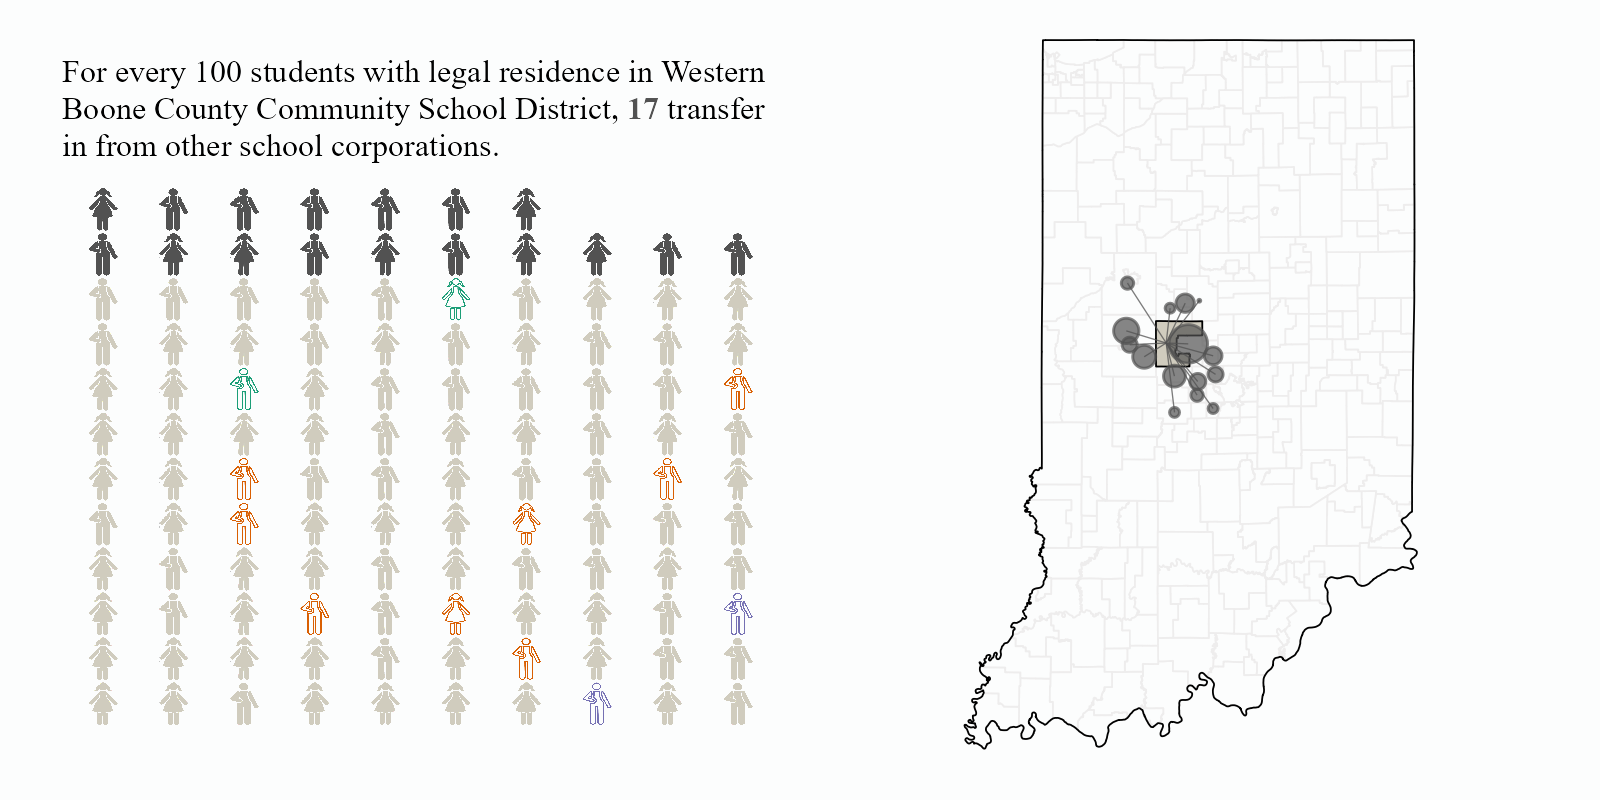 For every 100 students with legal residence in Western
Boone County Community School District, 17 transfer
in from other school corporations.